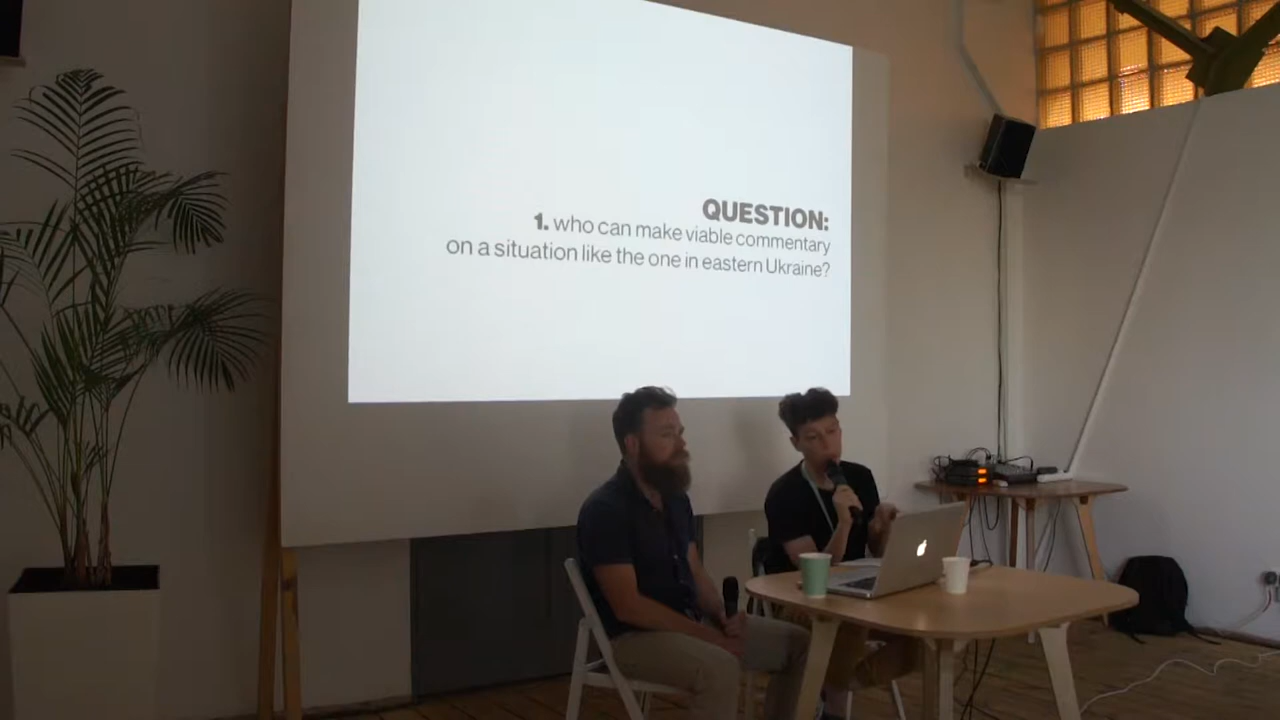 QUESTION:
1. who can make viable commentary
on a situation like the one in eastern Ukraine?